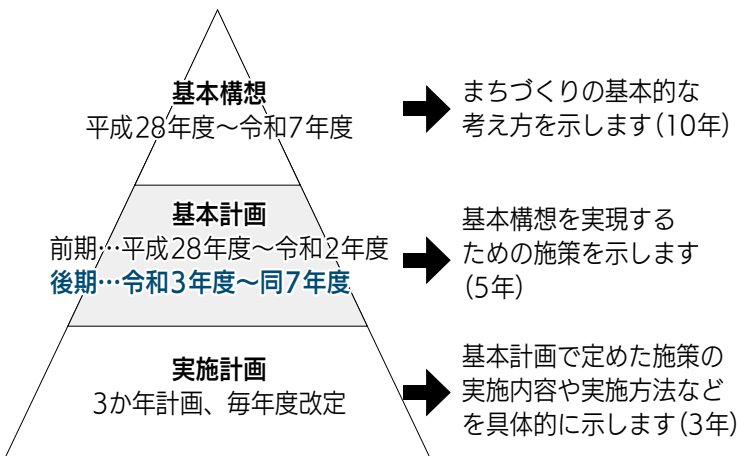 基本構想
平成28年度～令和7年度
まちづくりの基本的な
考え方を示します（10年）
基本計画
前期…平成28年度～令和2年度
後期…令和3年度～同7年度
基本構想を実現する
ための施策を示します
（5年）
実施計画
3か年計画、毎年度改定
基本計画で定めた施策の
実施内容や実施方法など
を具体的に示します（3年）